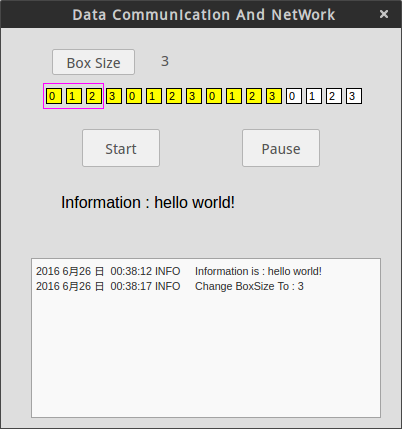 Data Communication And NetWork ×
Box Size 3
0 1 2 3 0 1 2 3 0 1 2 3 0 1 2 3
Start Pause
Information : hello world!
2016 6月26 日 00:38:12 INFO Information is : hello world!
2016 6月26 日 00:38:17 INFO Change BoxSize To : 3